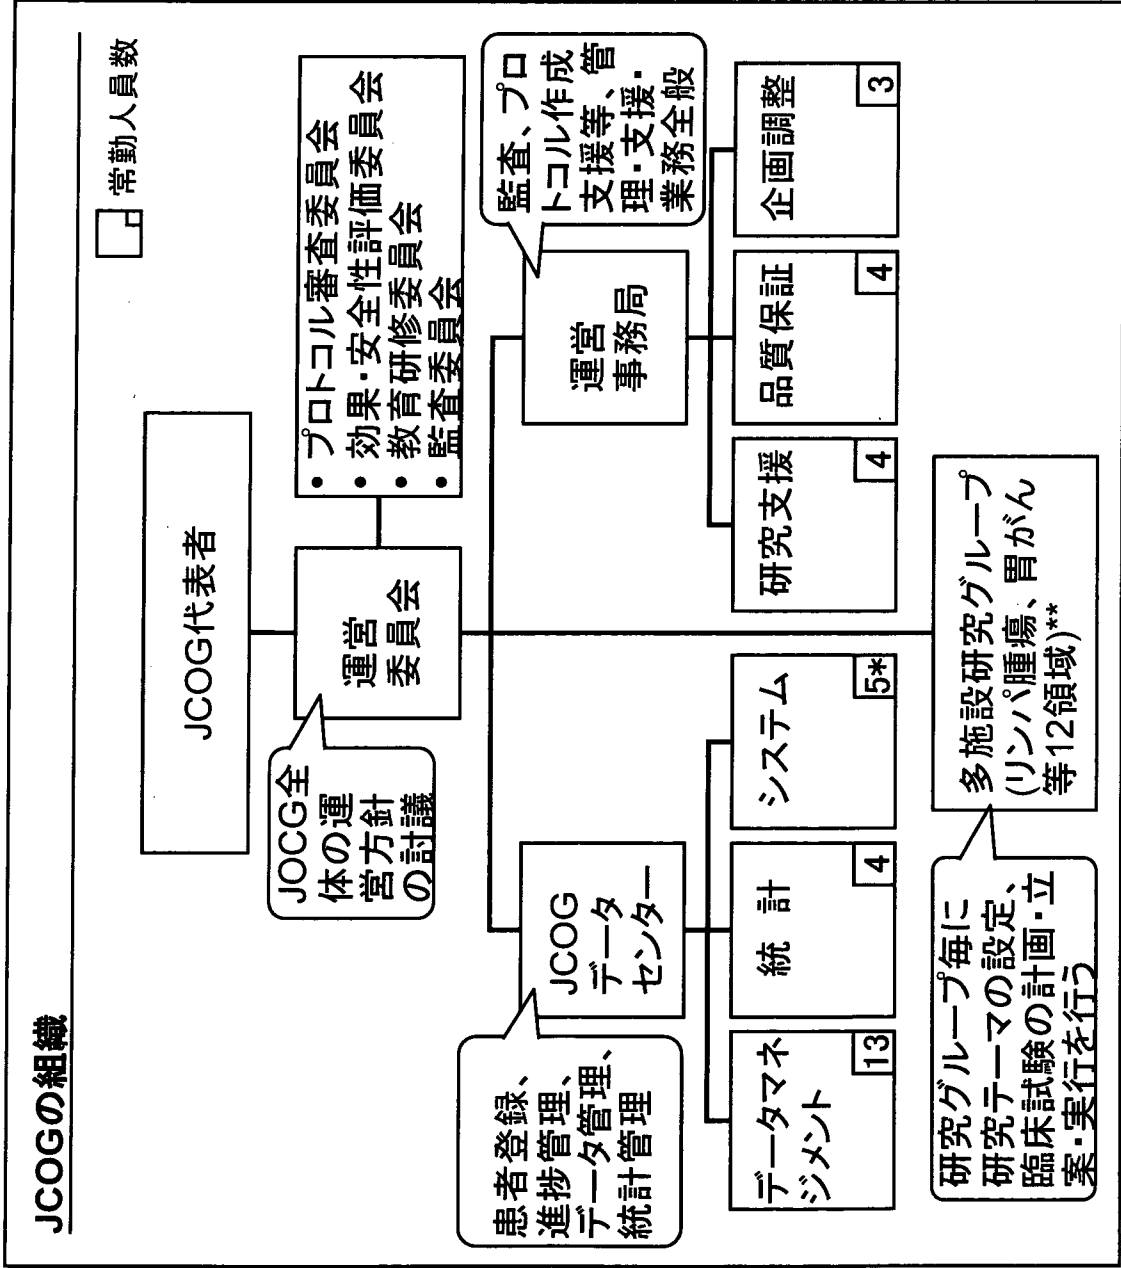 JCOGの組織
常勤人員数
JCOG代表者
JOCG全
体の運
営方針
の討議
運営
委員会
• プロトコル審査委員会
• 効果・安全性評価委員会
• 教育研修委員会
• 監査委員会
患者登録、
進捗管理、
データ管理、
統計管理
JCOG
データ
センター
運営
事務局
監査、プロ
トコル作成
支援等、管
理・支援・
業務全般
データマネ
ジメント
13
統 計
4
システム
5*
研究支援
4
品質保証
4
企画調整
3
研究グループ毎に
研究テーマの設定、
臨床試験の計画・立
案・実行を行う
多施設研究グループ
(リンパ腫瘍、胃がん
等12領域)**